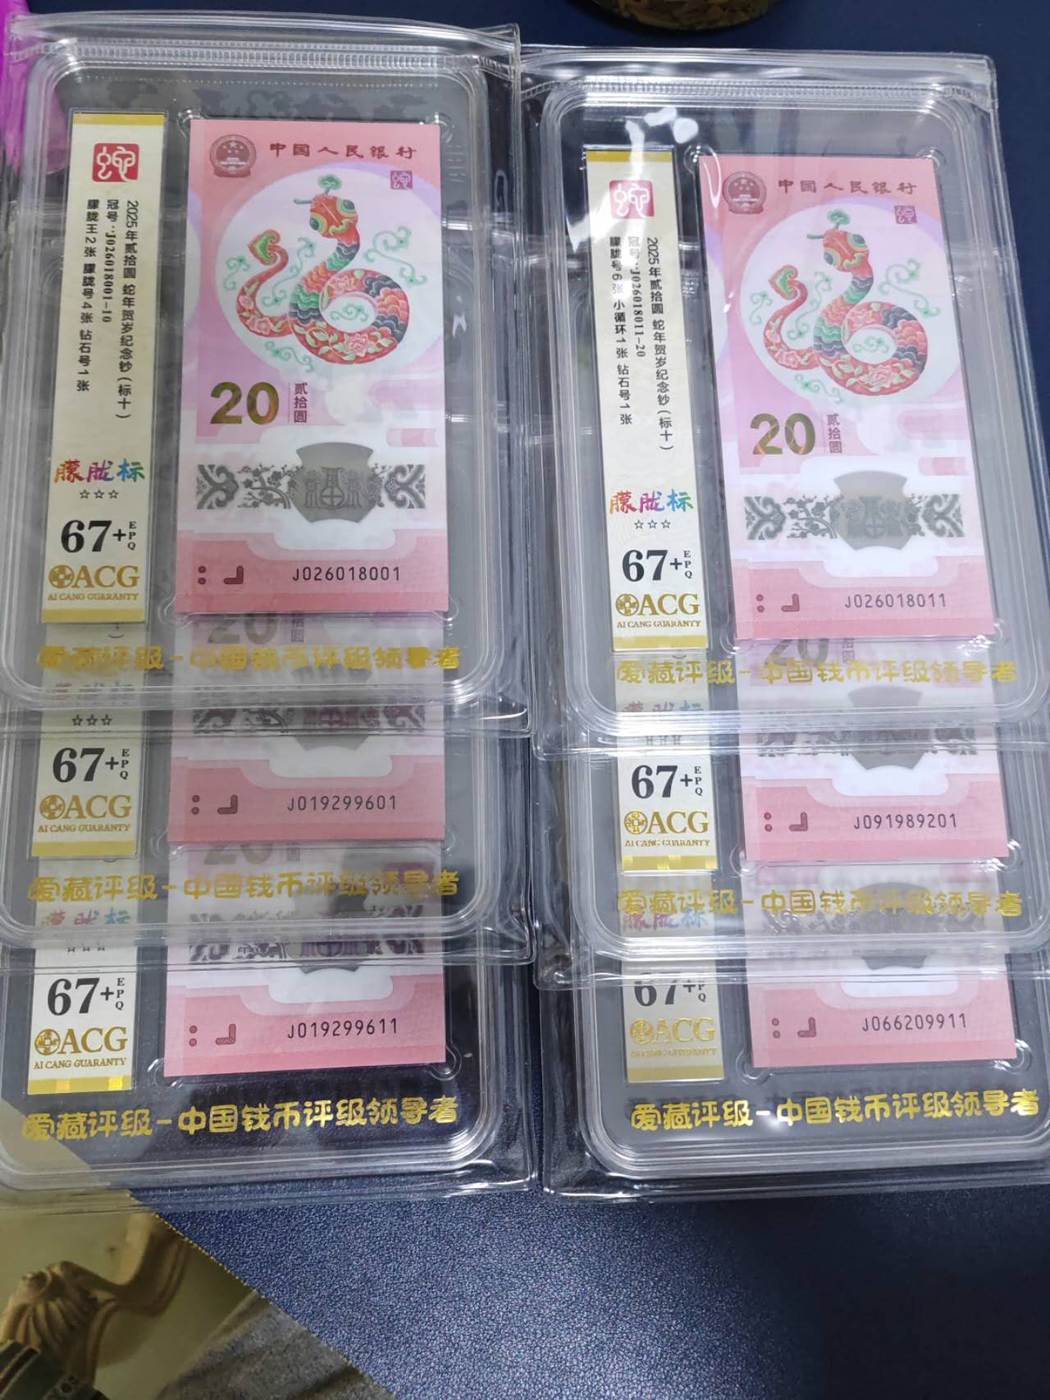 蛇
2025年贰拾圆 蛇年贺岁纪念钞(标十)
冠号:J026018001-10
朦胧王2张 朦胧号4张 钻石号1张
朦胧标
☆☆☆
67+EPQ
ACG
AI CANG GUARANTY
中国人民银行
20 贰拾圆
J026018001
爱藏评级-中国钱币评级领导者
蛇
2025年贰拾圆 蛇年贺岁纪念钞(标十)
冠号:J026018011-20
朦胧号6张 小循环1张 钻石号1张
朦胧标
☆☆☆
67+EPQ
ACG
AI CANG GUARANTY
中国人民银行
20 贰拾圆
J026018011
爱藏评级-中国钱币评级领导者
20
☆☆☆
67+EPQ
ACG
AI CANG GUARANTY
J019299601
爱藏评级-中国钱币评级领导者
20
67+EPQ
ACG
AI CANG GUARANTY
J091989201
爱藏评级-中国钱币评级领导者
20
朦胧标
☆☆☆
67+EPQ
ACG
AI CANG GUARANTY
J019299611
爱藏评级-中国钱币评级领导者
朦胧标
67+EPQ
ACG
J066209911
爱藏评级-中国钱币评级领导者